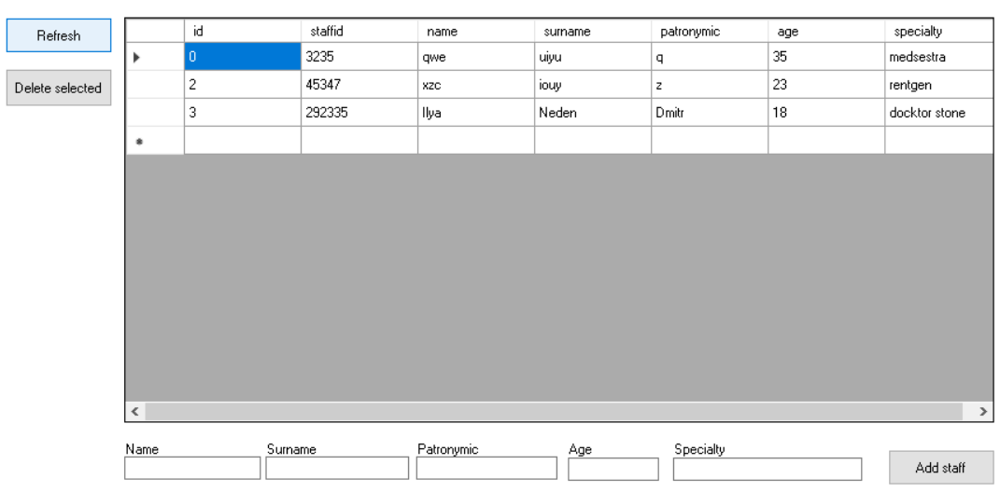 Refresh
Delete selected
id staffid name surname patronymic age specialty
0 3235 qwe uiyu q 35 medsestra
2 45347 xzc iouy z 23 rentgen
3 292335 Ilya Neden Dmitr 18 docktor stone
Name Surname Patronymic Age Specialty
Add staff